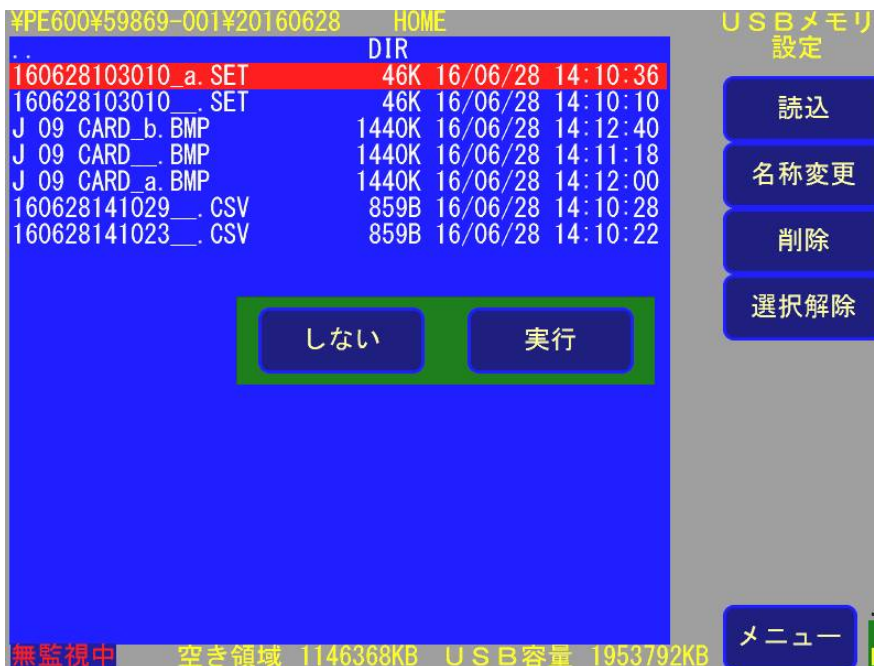 ¥PE600¥59869-001¥20160628 HOME
.. DIR
160628103010_a.SET 46K 16/06/28 14:10:36
160628103010__.SET 46K 16/06/28 14:10:10
J 09 CARD_b.BMP 1440K 16/06/28 14:12:40
J 09 CARD__.BMP 1440K 16/06/28 14:11:18
J 09 CARD_a.BMP 1440K 16/06/28 14:12:00
160628141029__.CSV 859B 16/06/28 14:10:28
160628141023__.CSV 859B 16/06/28 14:10:22
しない 実行
無監視中 空き領域 1146368KB USB容量 1953792KB
USBメモリ
設定
読込
名称変更
削除
選択解除
メニュー